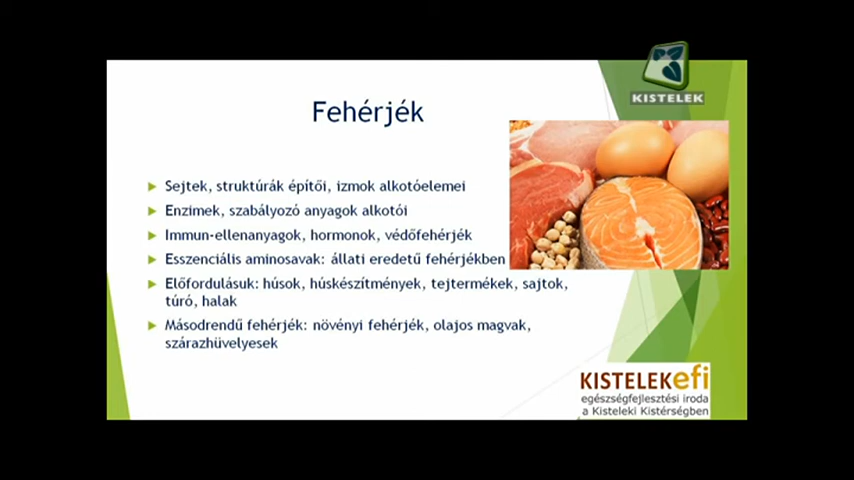 KISTELEK
Fehérjék
Sejtek, struktúrák építői, izmok alkotóelemei
Enzimek, szabályozó anyagok alkotói
Immun-ellenanyagok, hormonok, védőfehérjék
Esszenciális aminosavak: állati eredetű fehérjékben
Előfordulásuk: húsok, húskészítmények, tejtermékek, sajtok,
túró, halak
Másodrendű fehérjék: növényi fehérjék, olajos magvak,
szárazhüvelyesek
KISTELEKefi
egészségfejlesztési iroda
a Kisteleki Kistérségben